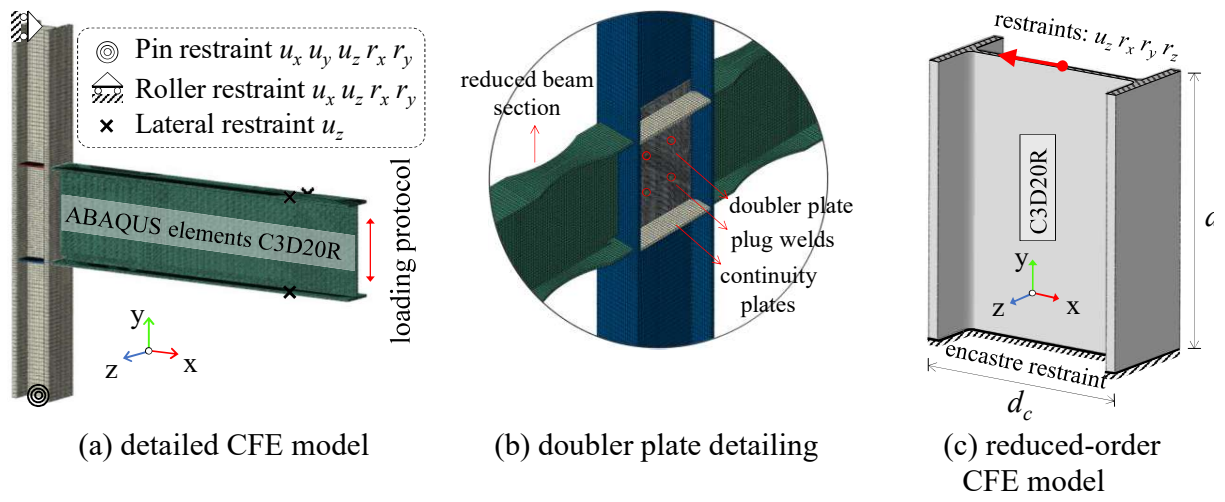 Pin restraint u_x u_y u_z r_x r_y
Roller restraint u_x u_z r_x r_y
Lateral restraint u_z
ABAQUS elements C3D20R
loading protocol
y
z
x
(a) detailed CFE model
reduced beam
section
doubler plate
plug welds
continuity
plates
(b) doubler plate detailing
restraints: u_z r_x r_y r_z
C3D20R
y
z
x
d
encastre restraint
d_c
(c) reduced-order
CFE model